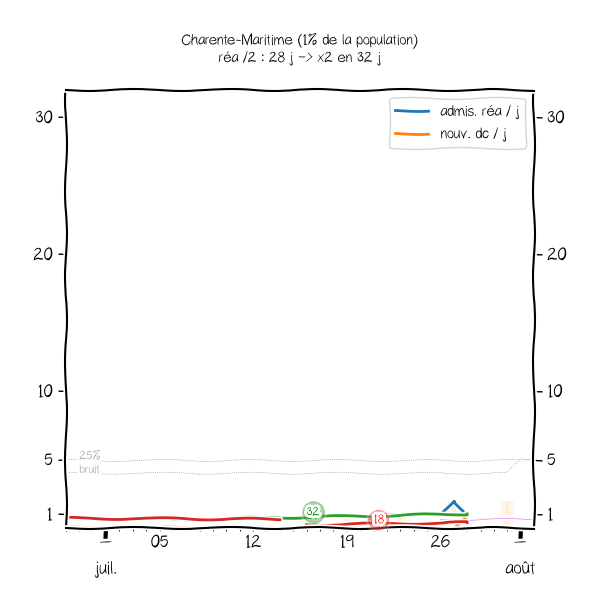 Charente-Maritime (1% de la population)
réa /2 : 28 j -> x2 en 32 j
admis. réa / j
nouv. dc / j
30
30
20
20
10
10
5
5
25%
bruit
1
1
32
18
05
12
19
26
juil.
août